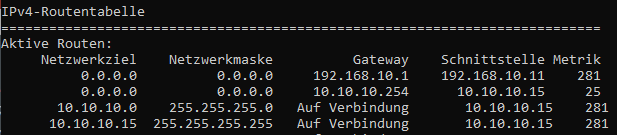 IPv4-Routentabelle
===========================================================================
Aktive Routen:
Netzwerkziel Netzwerkmaske Gateway Schnittstelle Metrik
0.0.0.0 0.0.0.0 192.168.10.1 192.168.10.11 281
0.0.0.0 0.0.0.0 10.10.10.254 10.10.10.15 25
10.10.10.0 255.255.255.0 Auf Verbindung 10.10.10.15 281
10.10.10.15 255.255.255.255 Auf Verbindung 10.10.10.15 281